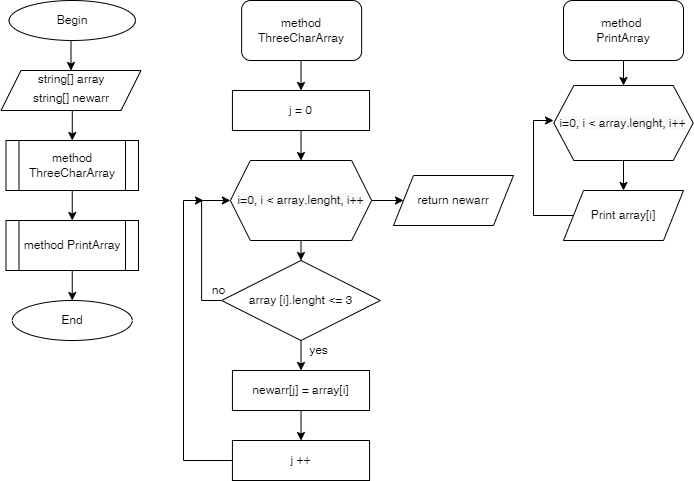 Begin
string[] array
string[] newarr
method
ThreeCharArray
method PrintArray
End
method
ThreeCharArray
j = 0
i=0, i < array.lenght, i++
return newarr
array [i].lenght <= 3
no
yes
newarr[j] = array[i]
j ++
method
PrintArray
i=0, i < array.lenght, i++
Print array[i]